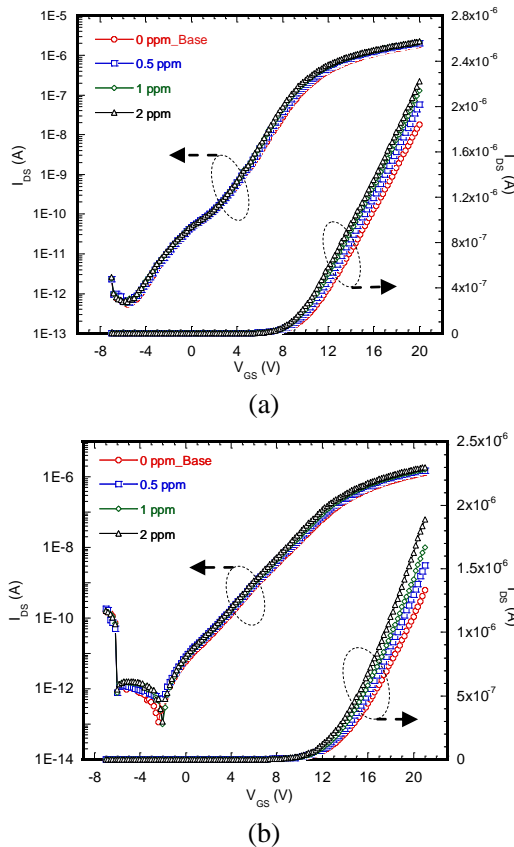 (a)
1E-5
1E-6
1E-7
1E-8
1E-9
1E-10
1E-11
1E-12
1E-13
I_DS (A)
0 ppm_Base
0.5 ppm
1 ppm
2 ppm
2.8x10^-6
2.4x10^-6
2x10^-6
1.6x10^-6
1.2x10^-6
8x10^-7
4x10^-7
0
I_DS (A)
-8 -4 0 4 8 12 16 20
V_GS (V)
(a)
1E-6
1E-8
1E-10
1E-12
1E-14
I_DS (A)
0 ppm_Base
0.5 ppm
1 ppm
2 ppm
2.5x10^-6
2x10^-6
1.5x10^-6
1x10^-6
5x10^-7
0
I_DS (A)
-8 -4 0 4 8 12 16 20
V_GS (V)
(b)
(b)